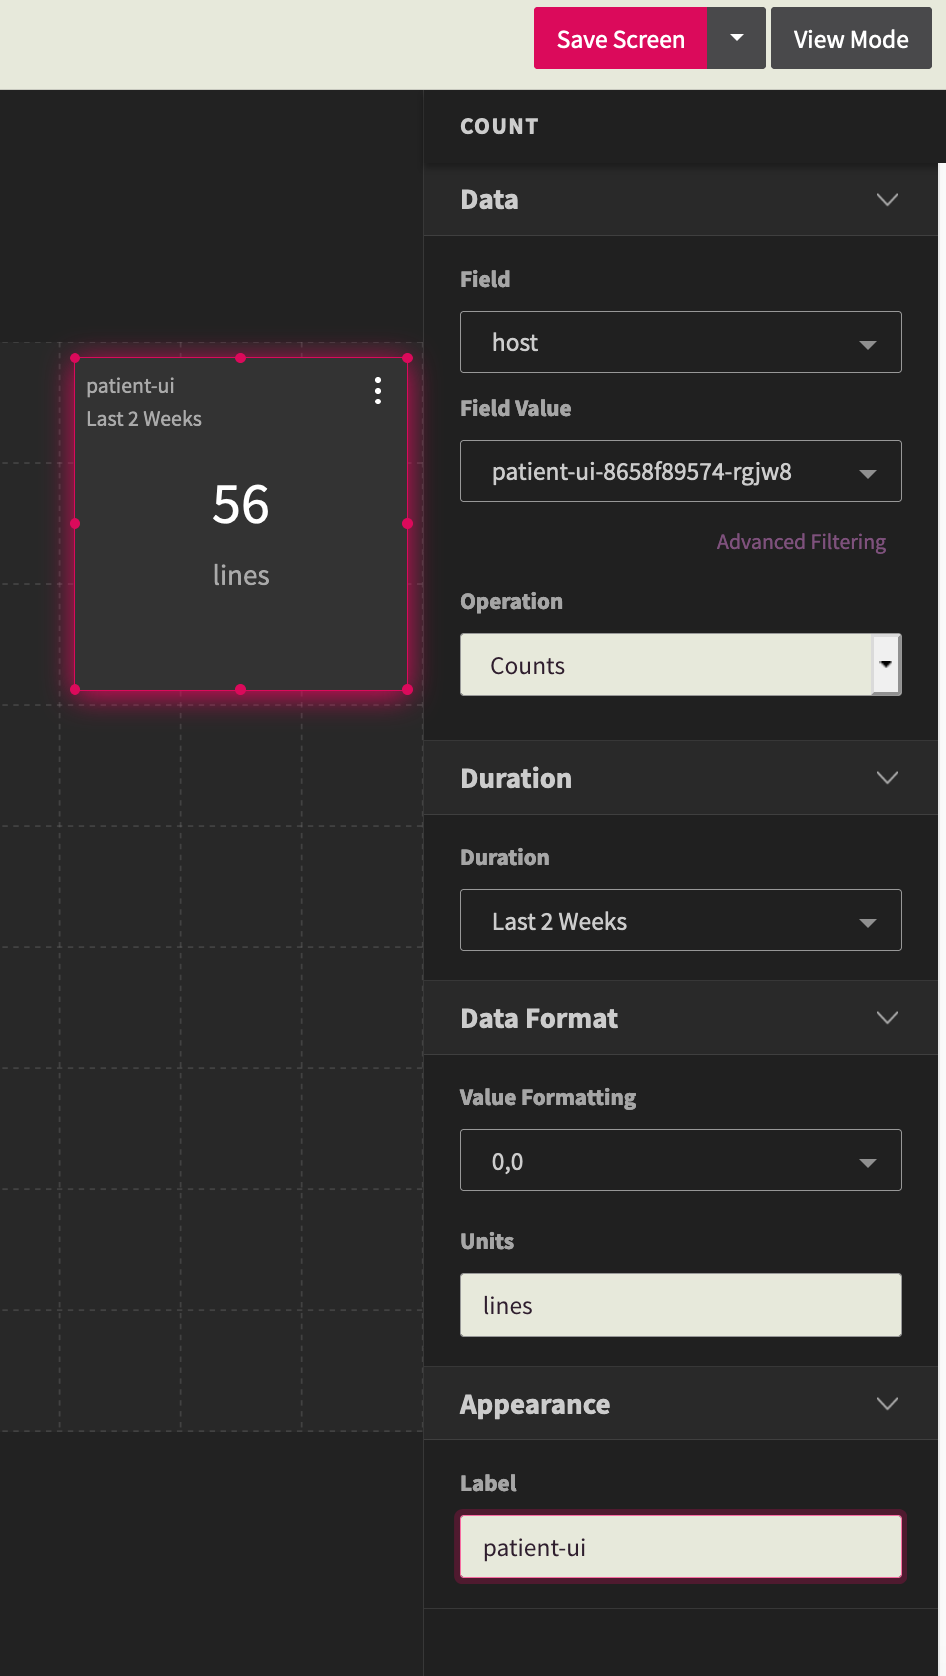 Save Screen
View Mode
COUNT
Data
Field
host
Field Value
patient-ui-8658f89574-rgjw8
Advanced Filtering
Operation
Counts
Duration
Duration
Last 2 Weeks
Data Format
Value Formatting
0,0
Units
lines
Appearance
Label
patient-ui
patient-ui
Last 2 Weeks
56
lines